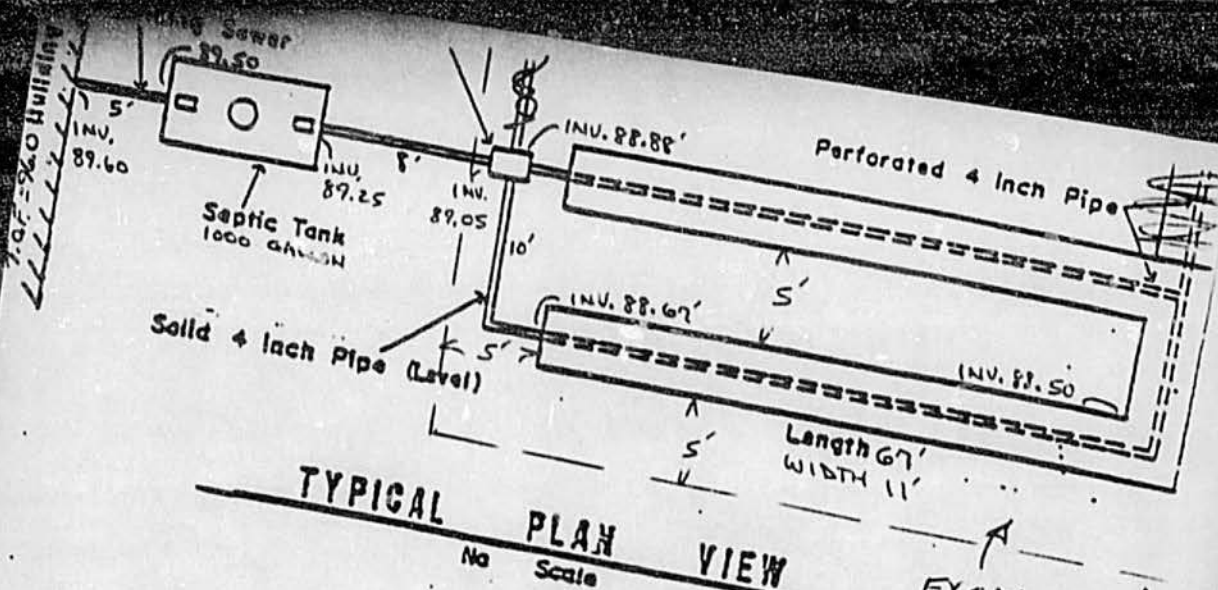 Sewer
89.50
5'
INV.
89.60
INV.
89.25
8'
INV.
89.05
INV. 88.88'
Perforated 4 Inch Pipe
Septic Tank
1000 GALLON
10'
5'
Solid 4 Inch Pipe (Level)
5'
INV. 88.67'
INV. 88.50
5'
Length 67'
WIDTH 11'
TYPICAL PLAN VIEW
No Scale